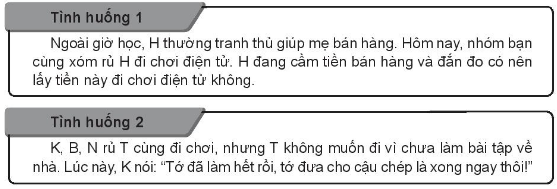 Tình huống 1
Ngoài giờ học, H thường tranh thủ giúp mẹ bán hàng. Hôm nay, nhóm bạn
cùng xóm rủ H đi chơi điện tử. H đang cầm tiền bán hàng và đắn đo có nên
lấy tiền này đi chơi điện tử không.
Tình huống 2
K, B, N rủ T cùng đi chơi, nhưng T không muốn đi vì chưa làm bài tập về
nhà. Lúc này, K nói: “Tớ đã làm hết rồi, tớ đưa cho cậu chép là xong ngay thôi!”